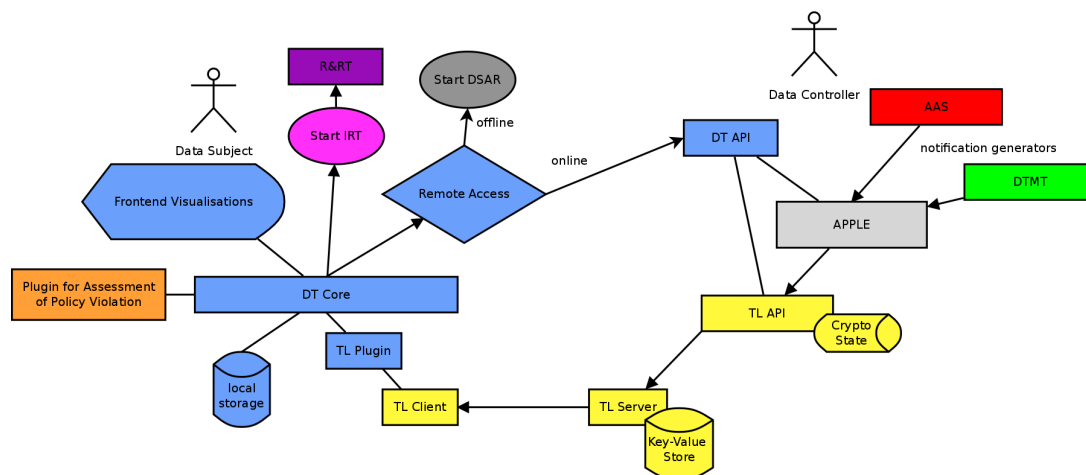 R&RT
Start DSAR
Data Controller
AAS
Start IRT
offline
Data Subject
DT API
notification generators
online
DTMT
Frontend Visualisations
Remote Access
APPLE
Plugin for Assessment
of Policy Violation
DT Core
TL API
Crypto
State
TL Plugin
local
storage
TL Client
TL Server
Key-Value
Store